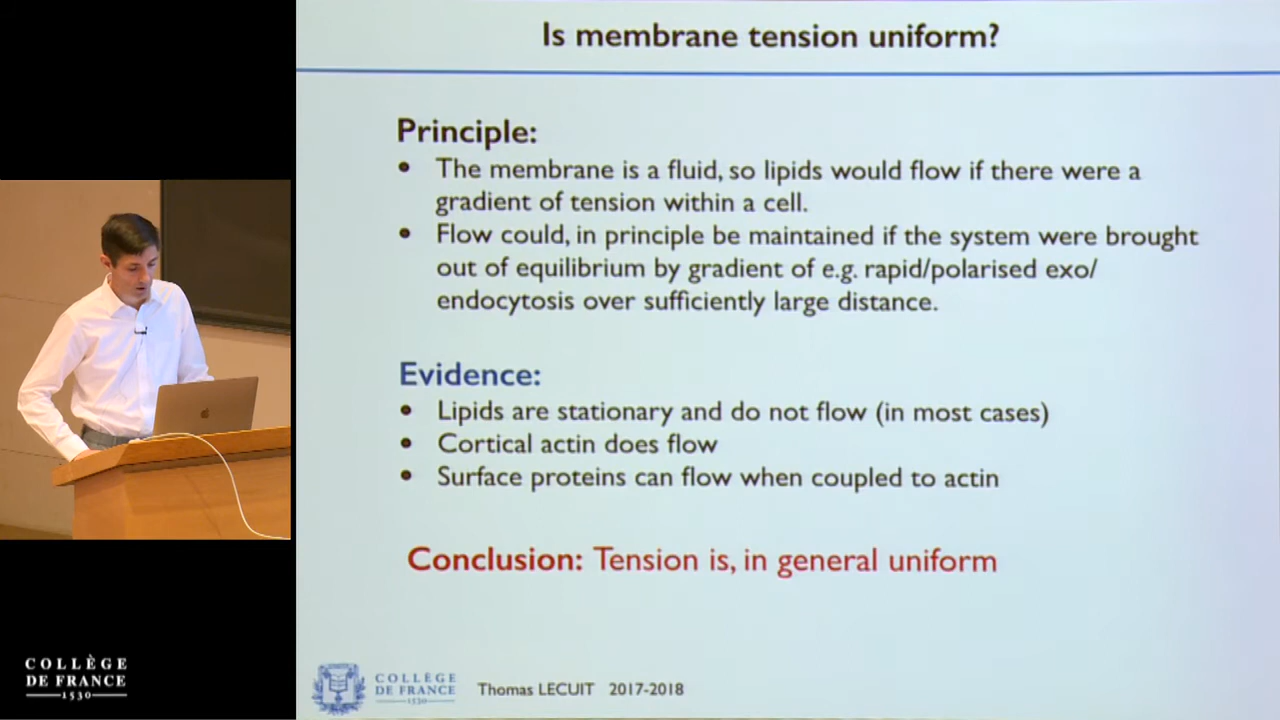 Is membrane tension uniform?
Principle:
• The membrane is a fluid, so lipids would flow if there were a
gradient of tension within a cell.
• Flow could, in principle be maintained if the system were brought
out of equilibrium by gradient of e.g. rapid/polarised exo/
endocytosis over sufficiently large distance.
Evidence:
• Lipids are stationary and do not flow (in most cases)
• Cortical actin does flow
• Surface proteins can flow when coupled to actin
Conclusion: Tension is, in general uniform
COLLÈGE
DE FRANCE
1530
COLLÈGE
DE FRANCE
1530
Thomas LECUIT 2017-2018